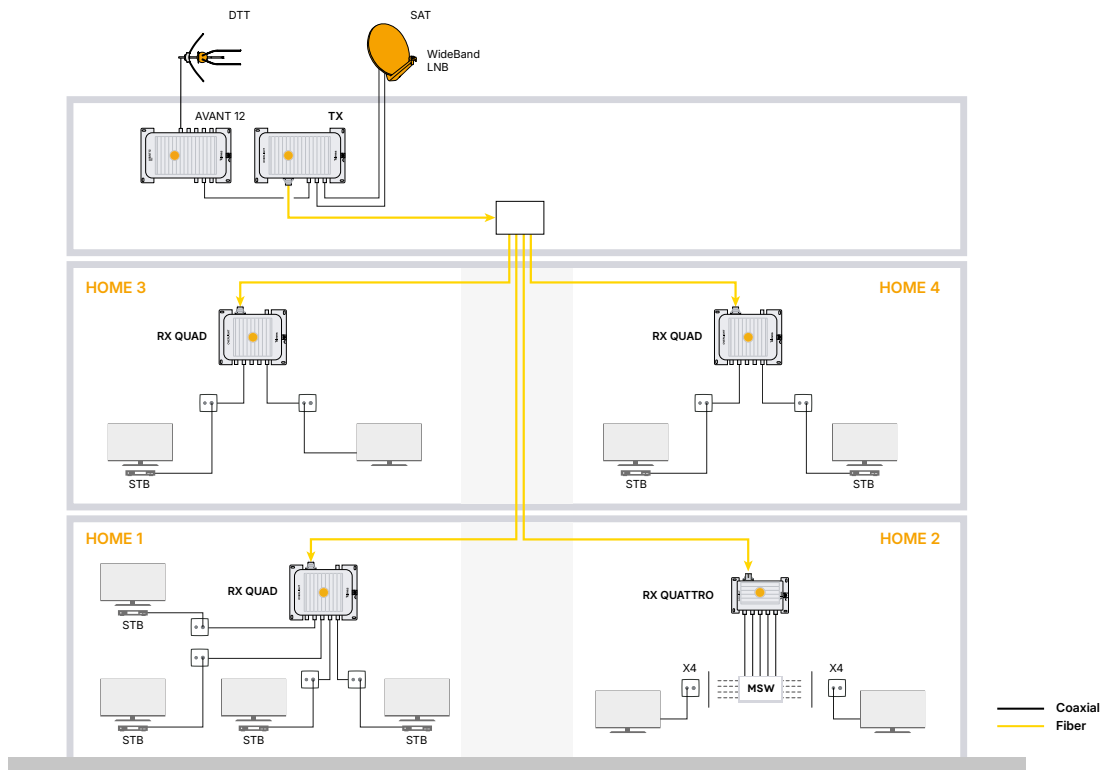 DTT
SAT
WideBand
LNB
AVANT 12
TX
HOME 3
HOME 4
RX QUAD
RX QUAD
STB
STB
STB
HOME 1
HOME 2
RX QUAD
RX QUATTRO
STB
X4
X4
MSW
STB
STB
STB
Coaxial
Fiber